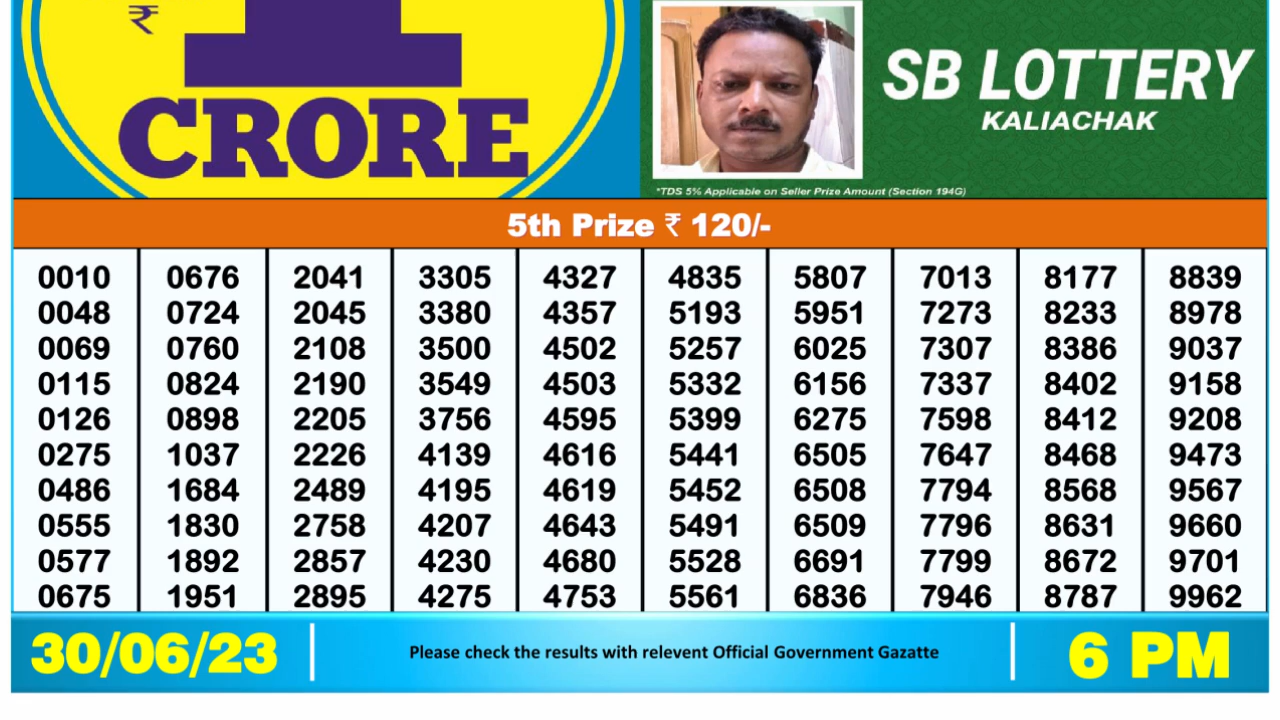 ₹ 1
CRORE
SB LOTTERY
KALIACHAK
*TDS 5% Applicable on Seller Prize Amount (Section 194G)
5th Prize ₹ 120/-
0010 0676 2041 3305 4327 4835 5807 7013 8177 8839
0048 0724 2045 3380 4357 5193 5951 7273 8233 8978
0069 0760 2108 3500 4502 5257 6025 7307 8386 9037
0115 0824 2190 3549 4503 5332 6156 7337 8402 9158
0126 0898 2205 3756 4595 5399 6275 7598 8412 9208
0275 1037 2226 4139 4616 5441 6505 7647 8468 9473
0486 1684 2489 4195 4619 5452 6508 7794 8568 9567
0555 1830 2758 4207 4643 5491 6509 7796 8631 9660
0577 1892 2857 4230 4680 5528 6691 7799 8672 9701
0675 1951 2895 4275 4753 5561 6836 7946 8787 9962
30/06/23
Please check the results with relevent Official Government Gazatte
6 PM